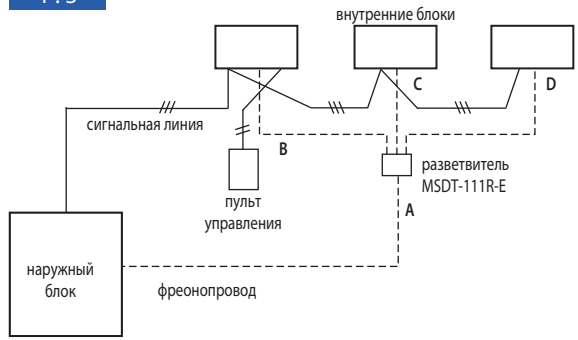 внутренние блоки
C
D
сигнальная линия
B
разветвитель
MSDT-111R-E
пульт
управления
A
наружный
блок
фреонопровод